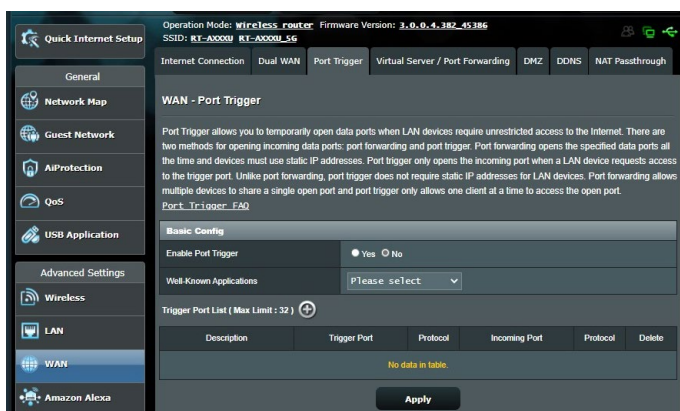 Quick Internet Setup
General
Network Map
Guest Network
AiProtection
QoS
USB Application
Advanced Settings
Wireless
LAN
WAN
Amazon Alexa
Operation Mode: Wireless router Firmware Version: 3.0.0.4.382_45386
SSID: RT-AXXXU RT-AXXXU_5G
Internet Connection Dual WAN Port Trigger Virtual Server / Port Forwarding DMZ DDNS NAT Passthrough
WAN - Port Trigger
Port Trigger allows you to temporarily open data ports when LAN devices require unrestricted access to the Internet. There are
two methods for opening incoming data ports: port forwarding and port trigger. Port forwarding opens the specified data ports all
the time and devices must use static IP addresses. Port trigger only opens the incoming port when a LAN device requests access
to the trigger port. Unlike port forwarding, port trigger does not require static IP addresses for LAN devices. Port forwarding allows
multiple devices to share a single open port and port trigger only allows one client at a time to access the open port.
Port Trigger FAQ
Basic Config
Enable Port Trigger Yes No
Well-Known Applications Please select
Trigger Port List ( Max Limit : 32 )
Description Trigger Port Protocol Incoming Port Protocol Delete
No data in table.
Apply